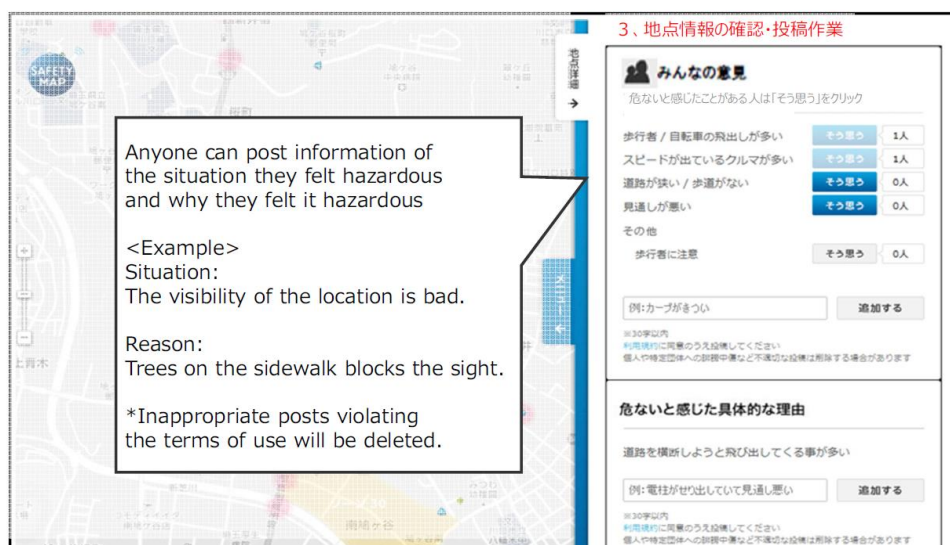 3、地点情報の確認・投稿作業
SAFETY
MAP
地点詳細
桜町
Anyone can post information of
the situation they felt hazardous
and why they felt it hazardous
<Example>
Situation:
The visibility of the location is bad.
Reason:
Trees on the sidewalk blocks the sight.
*Inappropriate posts violating
the terms of use will be deleted.
上青木
南鳩ヶ谷
みんなの意見
危ないと感じたことがある人は「そう思う」をクリック
歩行者 / 自転車の飛出しが多い そう思う 1人
スピードが出ているクルマが多い そう思う 1人
道路が狭い / 歩道がない そう思う 0人
見通しが悪い そう思う 0人
その他
歩行者に注意 そう思う 0人
例:カーブがきつい 追加する
※30字以内
利用規約に同意のうえ投稿してください
個人や特定団体への誹謗中傷など不適切な投稿は削除する場合があります
危ないと感じた具体的な理由
道路を横断しようと飛び出してくる事が多い
例:電柱がせり出していて見通し悪い 追加する
※30字以内
利用規約に同意のうえ投稿してください
個人や特定団体への誹謗中傷など不適切な投稿は削除する場合があります